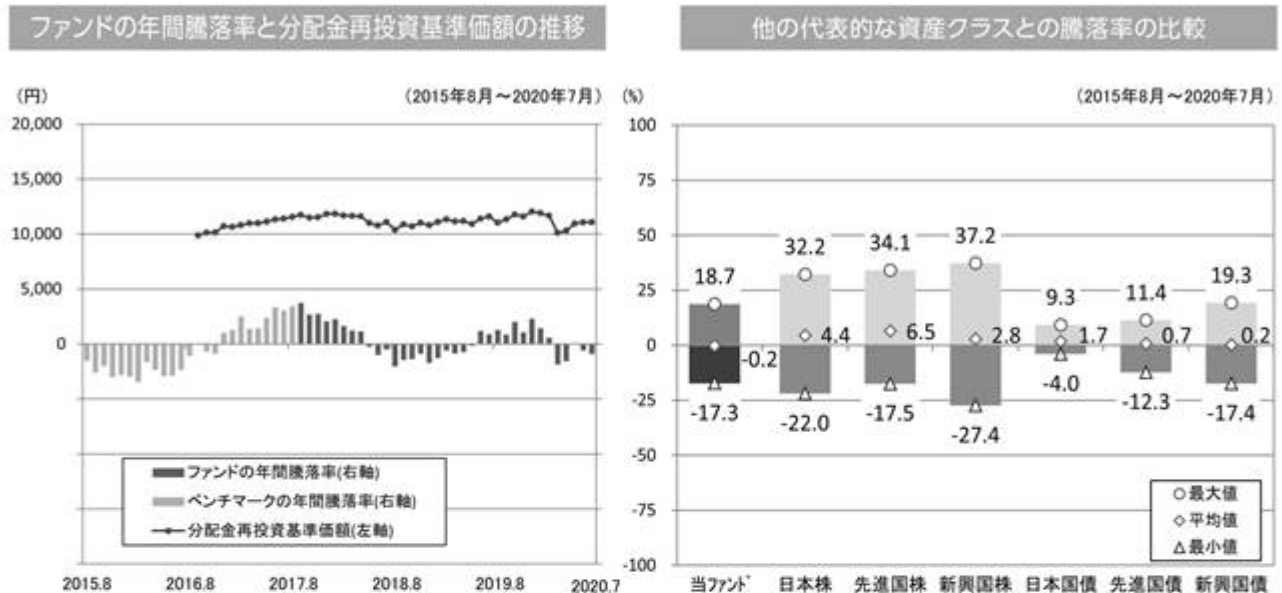 ファンドの年間騰落率と分配金再投資基準価額の推移
(円)
(2015年8月～2020年7月)
20,000
15,000
10,000
5,000
0
ファンドの年間騰落率(右軸)
ベンチマークの年間騰落率(右軸)
分配金再投資基準価額(左軸)
2015.8 2016.8 2017.8 2018.8 2019.8 2020.7
他の代表的な資産クラスとの騰落率の比較
(%)
(2015年8月～2020年7月)
100
75
50
25
0
-25
-50
-75
-100
18.7 32.2 34.1 37.2 9.3 11.4 19.3
-0.2 4.4 6.5 2.8 1.7 0.7 0.2
-17.3 -22.0 -17.5 -27.4 -4.0 -12.3 -17.4
最大値
平均値
最小値
当ファンド 日本株 先進国株 新興国株 日本国債 先進国債 新興国債